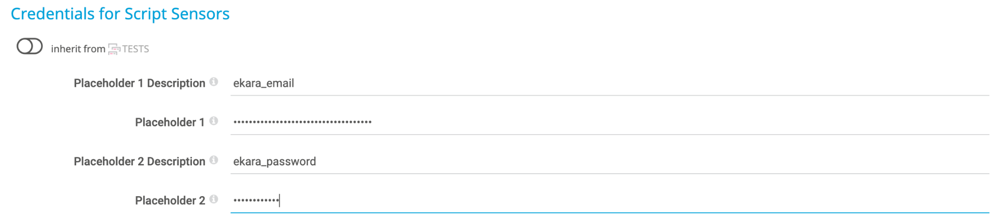 Credentials for Script Sensors
inherit from TESTS
Placeholder 1 Description ekara_email
Placeholder 1 ••••••••••••••••••••••••••••••••••••
Placeholder 2 Description ekara_password
Placeholder 2 ••••••••••••